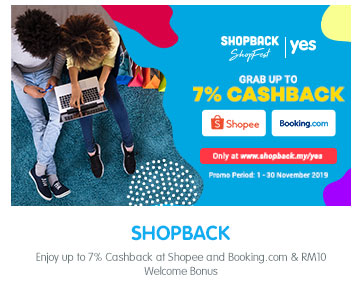 SHOPBACK
ShopFest
yes
GRAB UP TO
7% CASHBACK
Shopee
Booking.com
Only at www.shopback.my/yes
Promo Period: 1 - 30 November 2019
SHOPBACK
Enjoy up to 7% Cashback at Shopee and Booking.com & RM10
Welcome Bonus